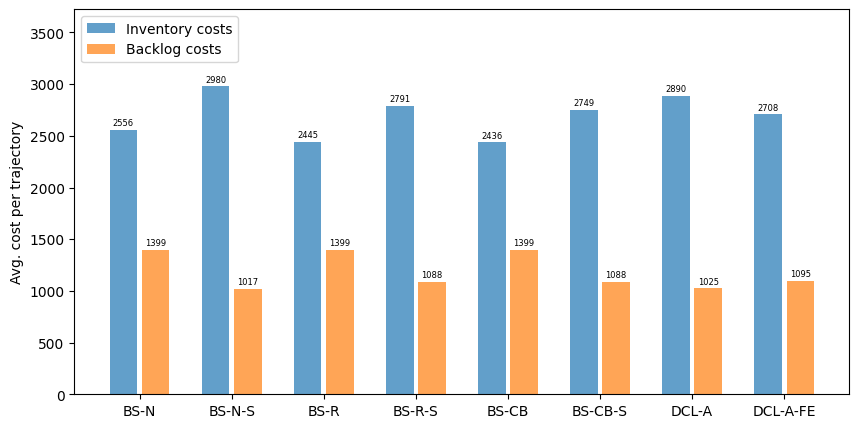 Inventory costs
Backlog costs
Avg. cost per trajectory
3500
3000
2500
2000
1500
1000
500
0
2556
1399
2980
1017
2445
1399
2791
1088
2436
1399
2749
1088
2890
1025
2708
1095
BS-N
BS-N-S
BS-R
BS-R-S
BS-CB
BS-CB-S
DCL-A
DCL-A-FE